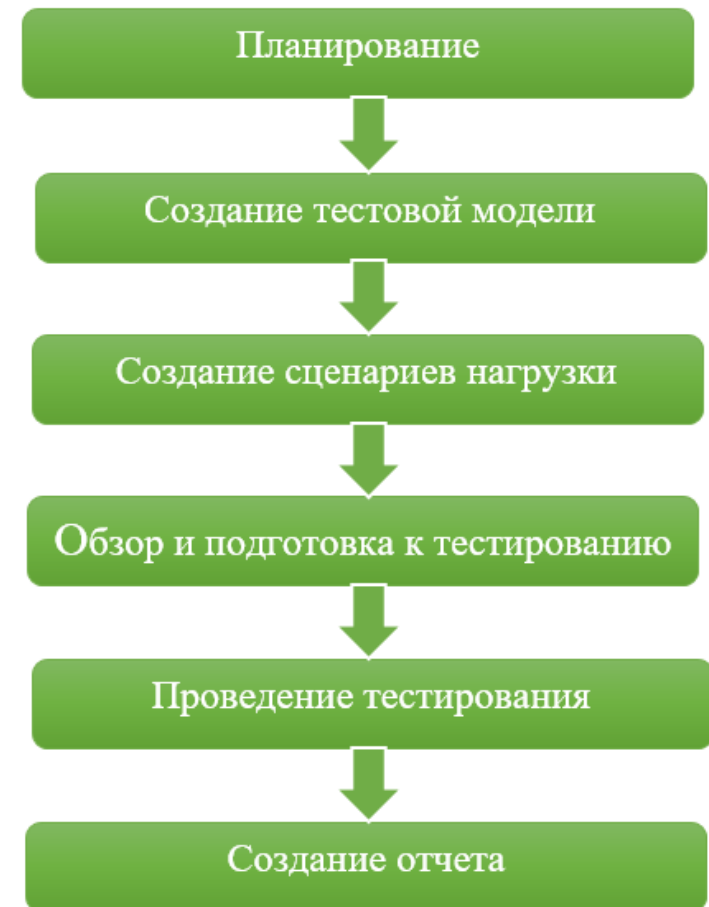 Планирование
Создание тестовой модели
Создание сценариев нагрузки
Обзор и подготовка к тестированию
Проведение тестирования
Создание отчета